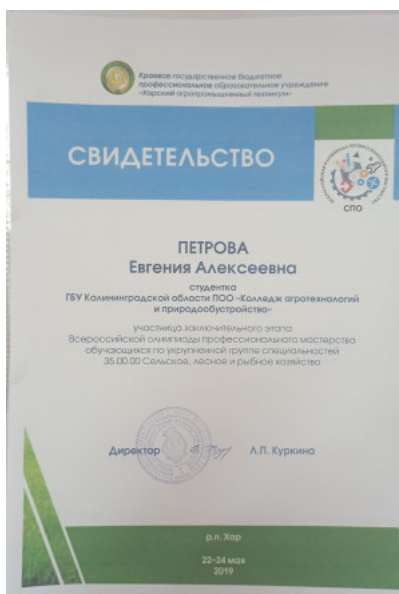 Краевое государственное бюджетное
профессиональное образовательное учреждение
«Хорский агропромышленный техникум»
СВИДЕТЕЛЬСТВО
СПО
ПЕТРОВА
Евгения Алексеевна
студентка
ГБУ Калининградской области ПОО «Колледж агротехнологий
и природообустройства»
участница заключительного этапа
Всероссийской олимпиады профессионального мастерства
обучающихся по укрупненной группе специальностей
35.00.00 Сельское, лесное и рыбное хозяйство
Директор Л.П. Куркина
р.п. Хор
22-24 мая
2019